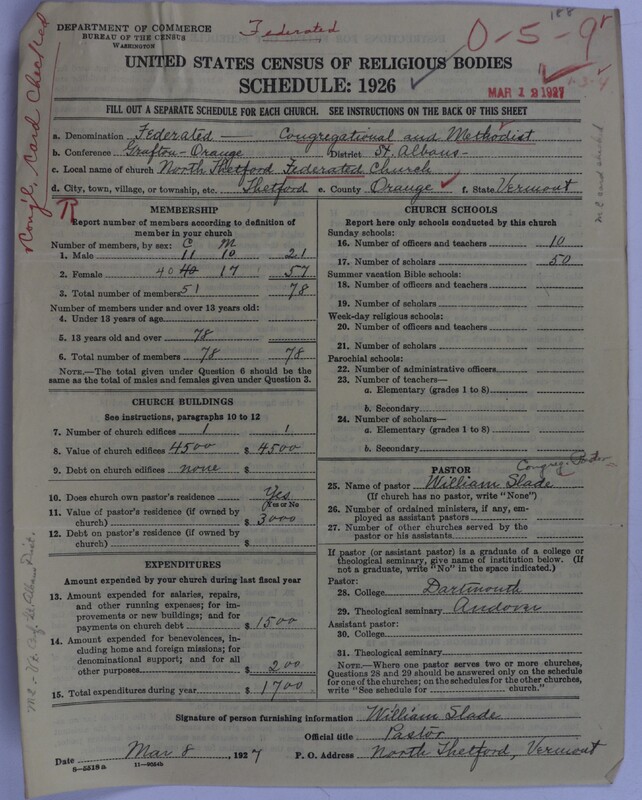 188
DEPARTMENT OF COMMERCE
BUREAU OF THE CENSUS
WASHINGTON
Federated
0-5-9
UNITED STATES CENSUS OF RELIGIOUS BODIES
SCHEDULE: 1926
MAR 12 1927
FILL OUT A SEPARATE SCHEDULE FOR EACH CHURCH. SEE INSTRUCTIONS ON THE BACK OF THIS SHEET
Cong'l. Card Checked
a. Denomination Federated — Congregational and Methodist
b. Conference Grafton-Orange District St. Albans-
c. Local name of church North Thetford Federated Church
d. City, town, village, or township, etc. Thetford e. County Orange f. State Vermont
M E card checked
MEMBERSHIP
Report number of members according to definition of
member in your church
Number of members, by sex: C M
1. Male 11 10 21
2. Female 40 40 17 57
3. Total number of members 51 78
Number of members under and over 13 years old:
4. Under 13 years of age
5. 13 years old and over 78
6. Total number of members 78 78
NOTE.—The total given under Question 6 should be
same as the total of males and females given under Question 3.
CHURCH BUILDINGS
See instructions, paragraphs 10 to 12
7. Number of church edifices 1 1
8. Value of church edifices 4500 $ 4500
9. Debt on church edifices none $
10. Does church own pastor's residence Yes
(Yes or No)
11. Value of pastor's residence (if owned by
church) $ 3000
12. Debt on pastor's residence (if owned by
church) $
EXPENDITURES
Amount expended by your church during last fiscal year
13. Amount expended for salaries, repairs,
and other running expenses; for im-
provements or new buildings; and for
payments on church debt $ 1500
14. Amount expended for benevolences, in-
cluding home and foreign missions; for
denominational support; and for all
other purposes $ 200
15. Total expenditures during year $ 1700
CHURCH SCHOOLS
Report here only schools conducted by this church
Sunday schools:
16. Number of officers and teachers 10
17. Number of scholars 50
Summer vacation Bible schools:
18. Number of officers and teachers
19. Number of scholars
Week-day religious schools:
20. Number of officers and teachers
21. Number of scholars
Parochial schools:
22. Number of administrative officers
23. Number of teachers—
a. Elementary (grades 1 to 8)
b. Secondary
24. Number of scholars—
a. Elementary (grades 1 to 8)
b. Secondary
PASTOR
Congreg. Pastor
25. Name of pastor William Slade
(If church has no pastor, write "None")
26. Number of ordained ministers, if any, em-
ployed as assistant pastors
27. Number of other churches served by the
pastor or his assistants
If pastor (or assistant pastor) is a graduate of a college or
theological seminary, give name of institution below. (If
not a graduate, write "No" in the space indicated.)
Pastor:
28. College Dartmouth
29. Theological seminary Andover
Assistant pastor:
30. College
31. Theological seminary
NOTE.—Where one pastor serves two or more churches,
Questions 28 and 29 should be answered only on the schedule
for one of the churches; on the schedules for the other churches,
write "See schedule for church."
Signature of person furnishing information William Slade
Official title Pastor
Date Mar 8, 1927 P. O. Address North Thetford, Vermont
8—5518a 11—9054b